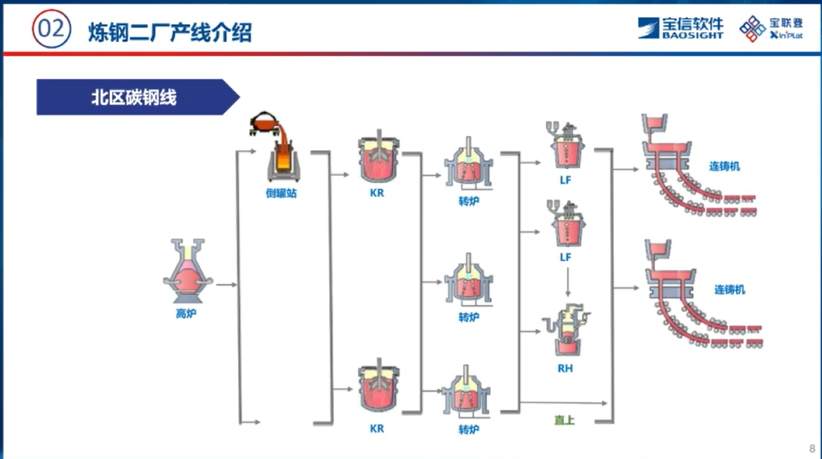 02
炼钢二厂产线介绍
宝信软件
BAOSIGHT
宝联登
xIn³Plat
北区碳钢线
倒罐站
KR
转炉
LF
连铸机
LF
高炉
转炉
连铸机
RH
KR
转炉
直上
8